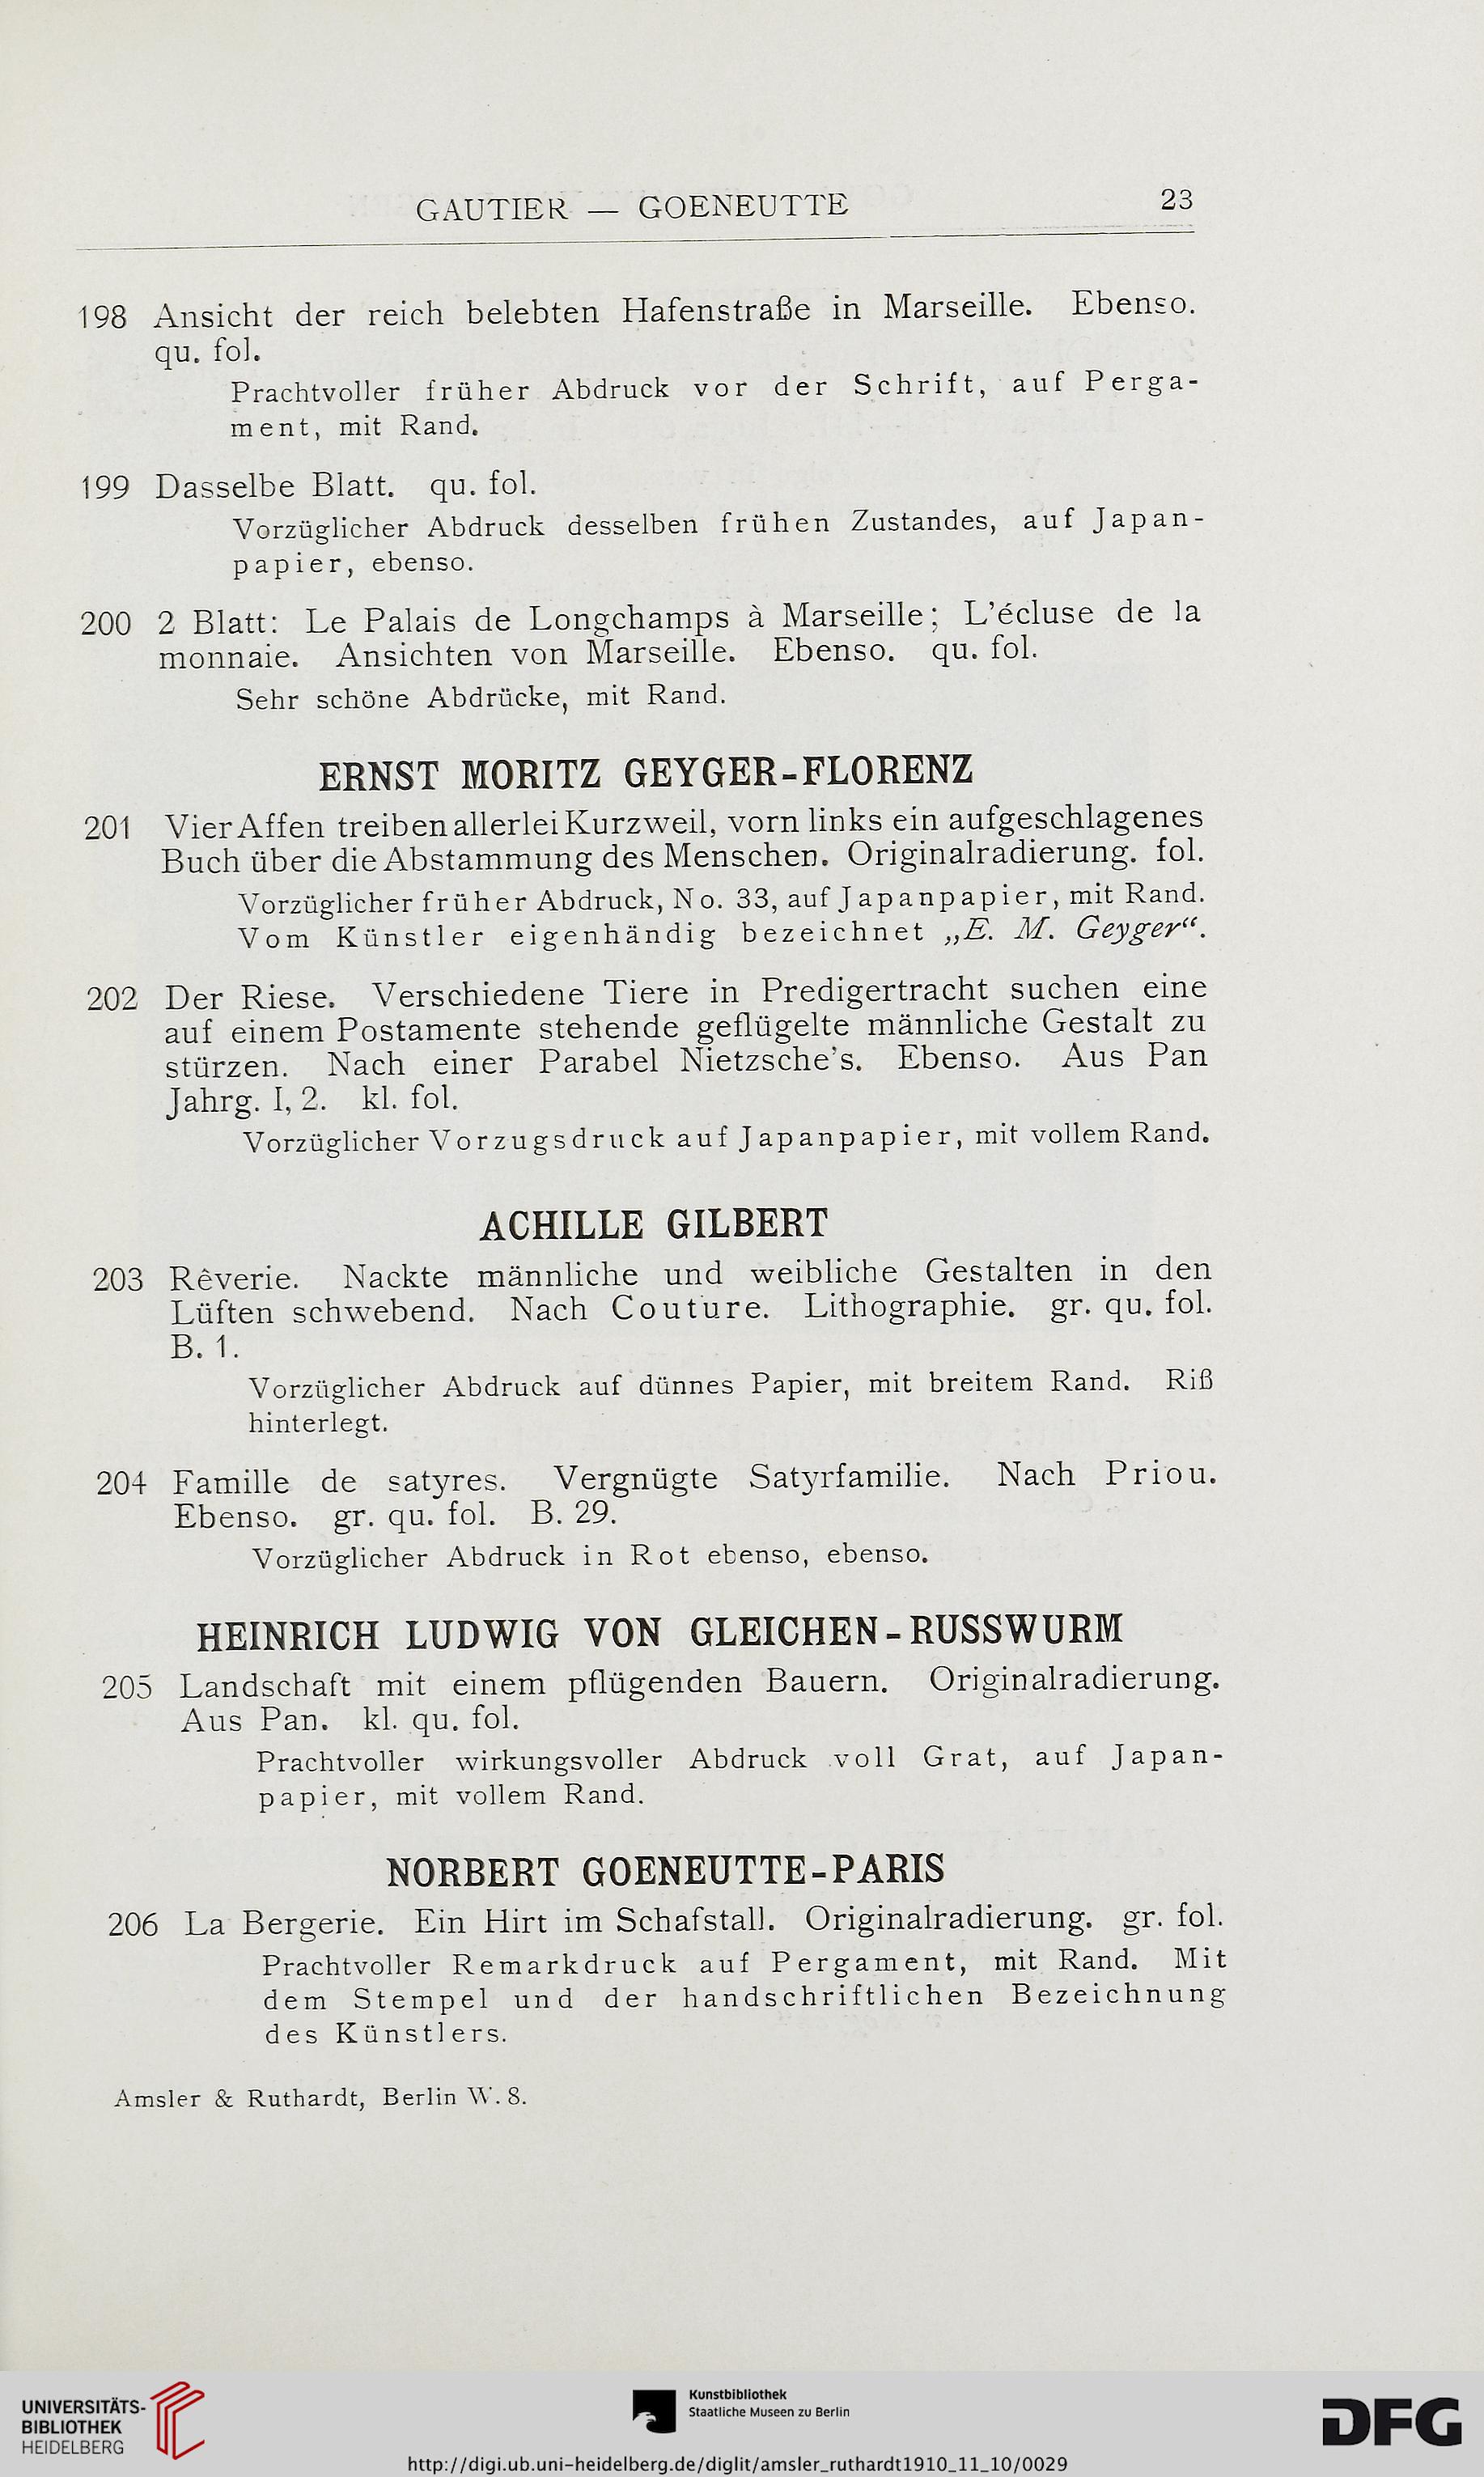 GAUTIER — GOENEUTTE 23
198 Ansicht der reich belebten Hafenstraße in Marseille. Ebenso.
qu. fol.
Prachtvoller früher Abdruck vor der Schrift, auf Perga-
ment, mit Rand.
199 Dasselbe Blatt. qu. fol.
Vorzüglicher Abdruck desselben frühen Zustandes, auf Japan-
papier, ebenso.
200 2 Blatt: Le Palais de Longchamps à Marseille; L'écluse de la
monnaie. Ansichten von Marseille. Ebenso. qu. fol.
Sehr schöne Abdrücke, mit Rand.
ERNST MORITZ GEYGER-FLORENZ
201 Vier Affen treiben allerlei Kurzweil, vorn links ein aufgeschlagenes
Buch über die Abstammung des Menschen. Originalradierung. fol.
Vorzüglicher früher Abdruck, No. 33, auf Japanpapier, mit Rand.
Vom Künstler eigenhändig bezeichnet „E. M. Geyger“.
202 Der Riese. Verschiedene Tiere in Predigertracht suchen eine
auf einem Postamente stehende geflügelte männliche Gestalt zu
stürzen. Nach einer Parabel Nietzsche's. Ebenso. Aus Pan
Jahrg. I, 2. kl. fol.
Vorzüglicher Vorzugsdruck auf Japanpapier, mit vollem Rand.
ACHILLE GILBERT
203 Rêverie. Nackte männliche und weibliche Gestalten in den
Lüften schwebend. Nach Couture. Lithographie. gr. qu. fol.
B. 1.
Vorzüglicher Abdruck auf dünnes Papier, mit breitem Rand. Riß
hinterlegt.
204 Famille de satyres. Vergnügte Satyrfamilie. Nach Priou.
Ebenso. gr. qu. fol. B. 29.
Vorzüglicher Abdruck in Rot ebenso, ebenso.
HEINRICH LUDWIG VON GLEICHEN-RUSSWURM
205 Landschaft mit einem pflügenden Bauern. Originalradierung.
Aus Pan. kl. qu. fol.
Prachtvoller wirkungsvoller Abdruck voll Grat, auf Japan-
papier, mit vollem Rand.
NORBERT GOENEUTTE-PARIS
206 La Bergerie. Ein Hirt im Schafstall. Originalradierung. gr. fol.
Prachtvoller Remarkdruck auf Pergament, mit Rand. Mit
dem Stempel und der handschriftlichen Bezeichnung
des Künstlers.
Amsler & Ruthardt, Berlin W. 8.
UNIVERSITÄTS-
BIBLIOTHEK
HEIDELBERG
Kunstbibliothek
Staatliche Museen zu Berlin
DFG
http://digi.ub.uni-heidelberg.de/diglit/amsler_ruthardt1910_11_10/0029